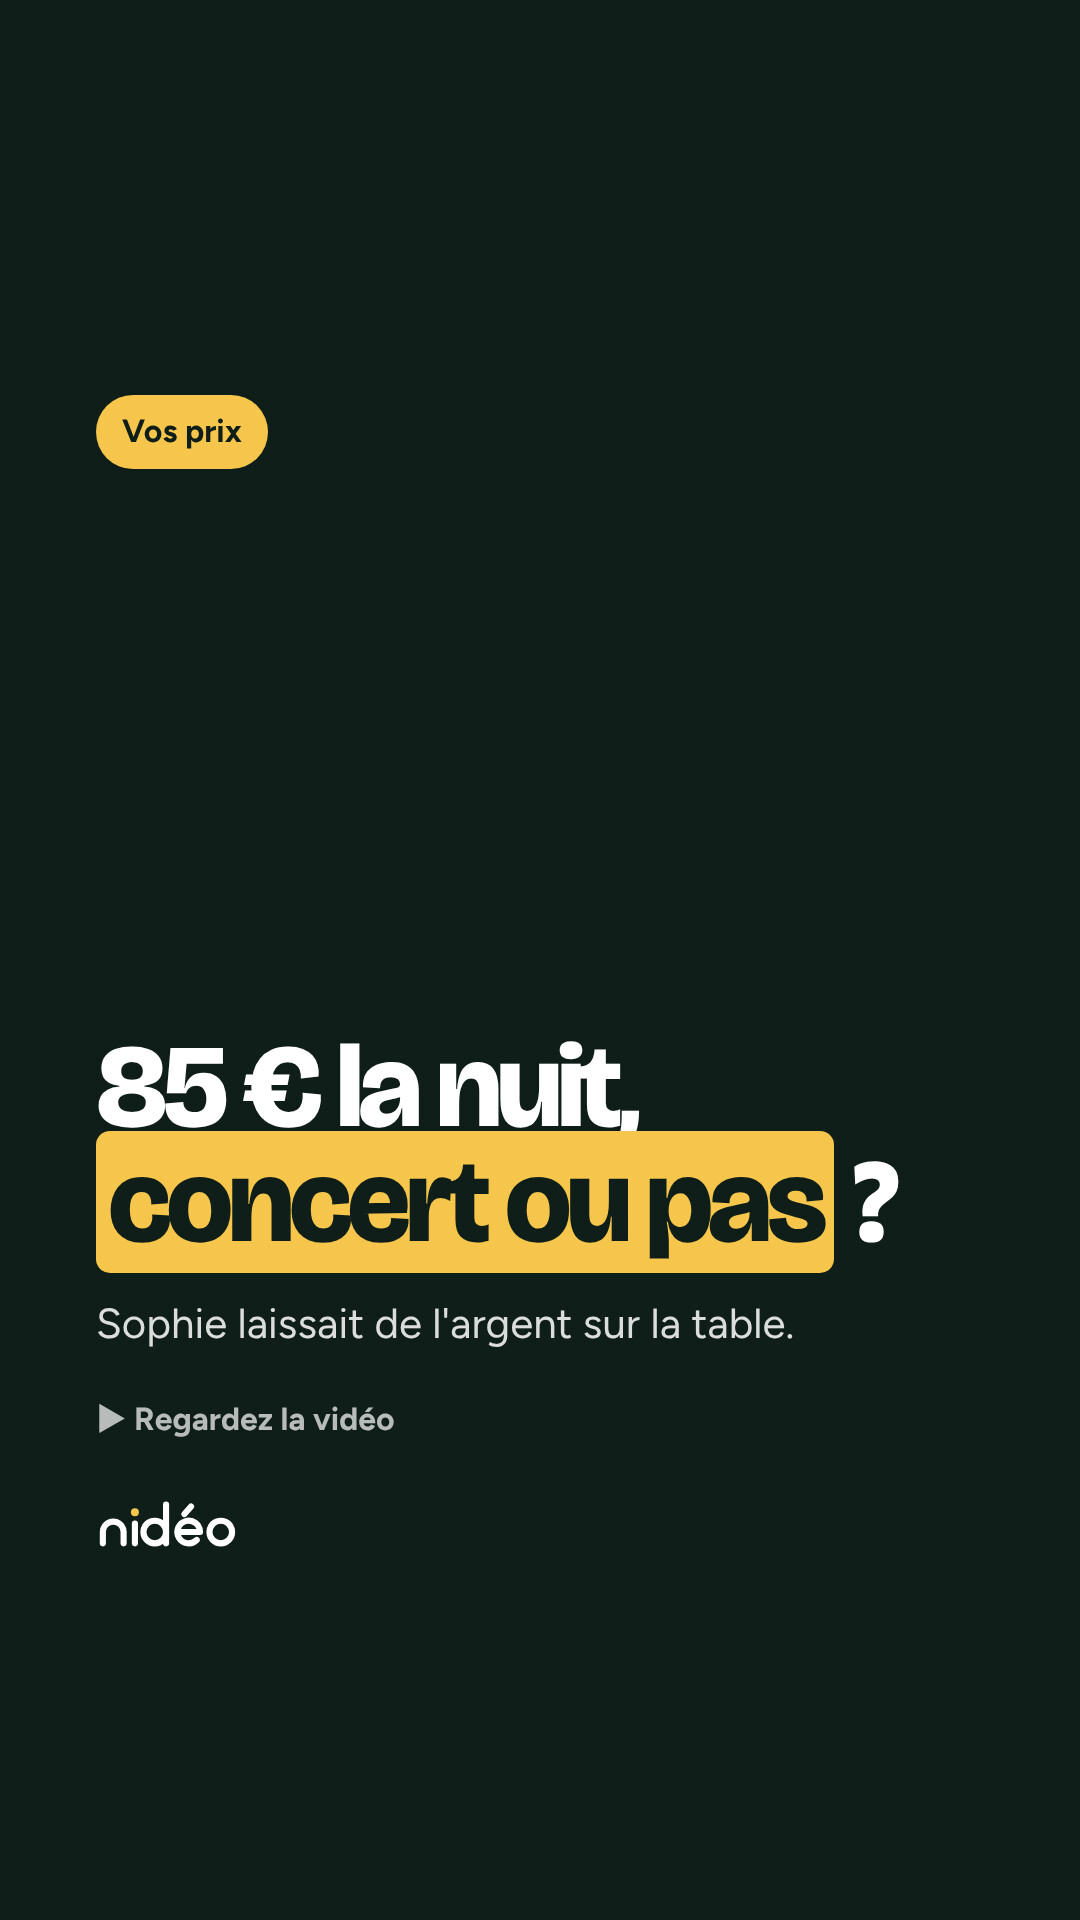 Vos prix
85 € la nuit,
concert ou pas ?
Sophie laissait de l'argent sur la table.
▶ Regardez la vidéo
nidéo